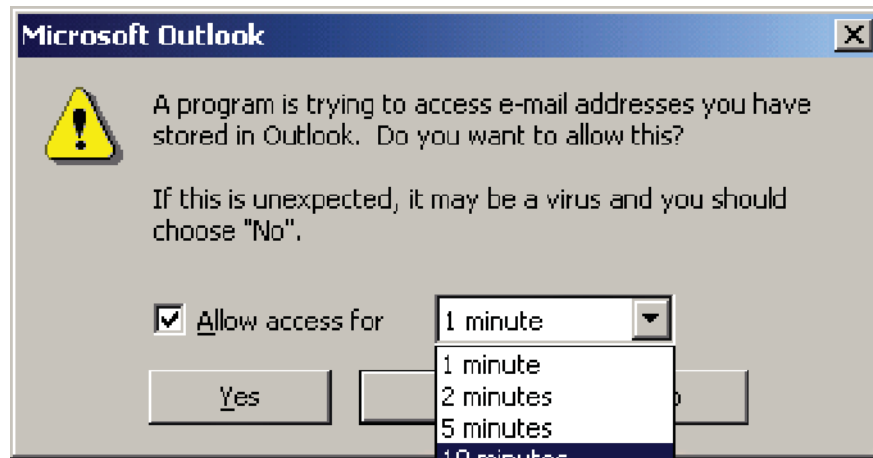 Microsoft Outlook
A program is trying to access e-mail addresses you have
stored in Outlook. Do you want to allow this?
If this is unexpected, it may be a virus and you should
choose "No".
Allow access for 1 minute
1 minute
Yes
2 minutes
5 minutes
10 minutes